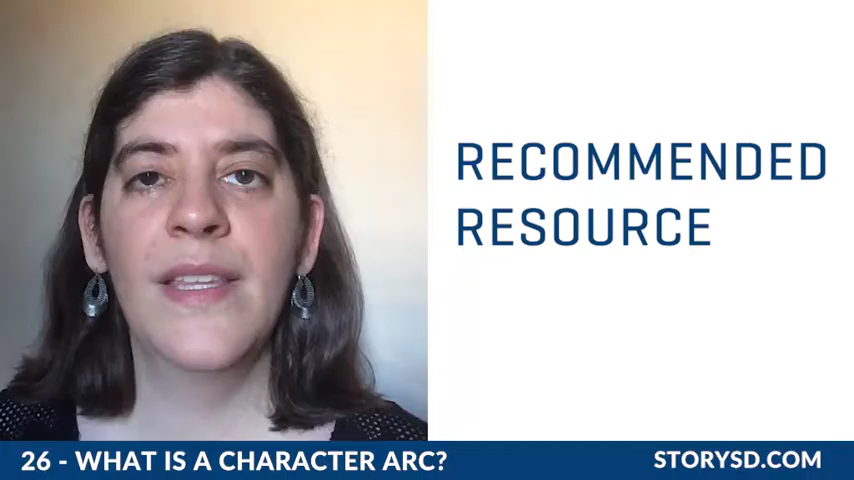 RECOMMENDED
RESOURCE
26 - WHAT IS A CHARACTER ARC?
STORYSD.COM